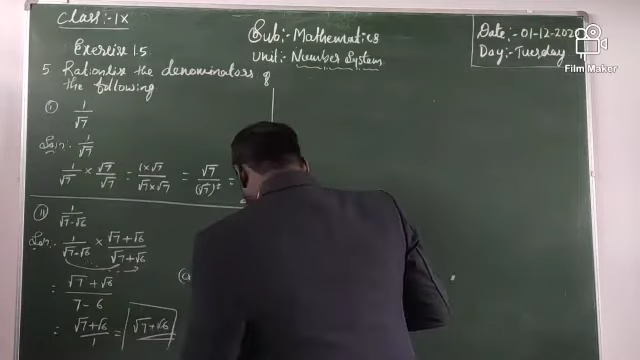 Class:- IX
Sub:- Mathematics
Date:- 01-12-202
Day:- Tuesday
Film Maker
Exercise 1.5
Unit:- Number System
5 Rationlise the denominators of
the following
(i) 1/√7
Soln:- 1/√7
1/√7 × √7/√7 = 1×√7/√7×√7 = √7/(√7)² =
(ii) 1/√7-√6
Soln:- 1/√7-√6 × √7+√6/√7+√6
= √7+√6/7-6
= √7+√6/1 = √7+√6